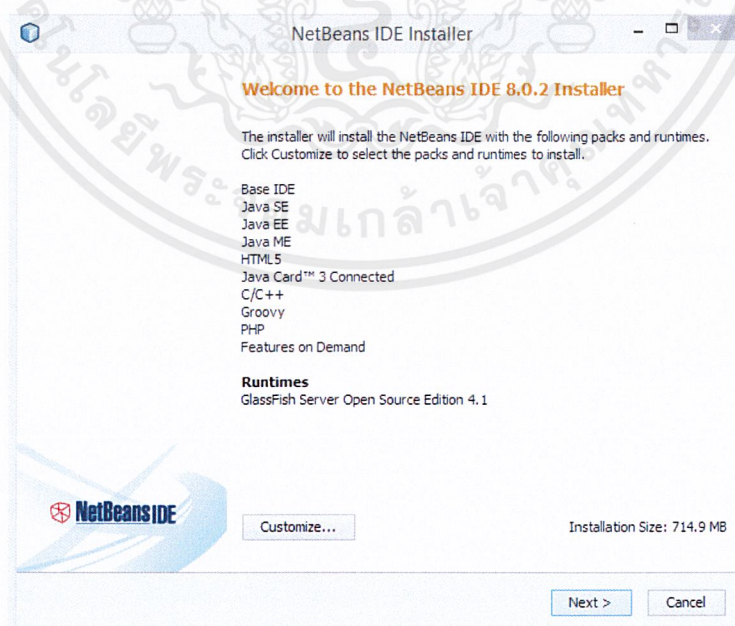 NetBeans IDE Installer
Welcome to the NetBeans IDE 8.0.2 Installer
The installer will install the NetBeans IDE with the following packs and runtimes.
Click Customize to select the packs and runtimes to install.
Base IDE
Java SE
Java EE
Java ME
HTML5
Java Card™ 3 Connected
C/C++
Groovy
PHP
Features on Demand
Runtimes
GlassFish Server Open Source Edition 4.1
NetBeans IDE
Customize...
Installation Size: 714.9 MB
Next >
Cancel